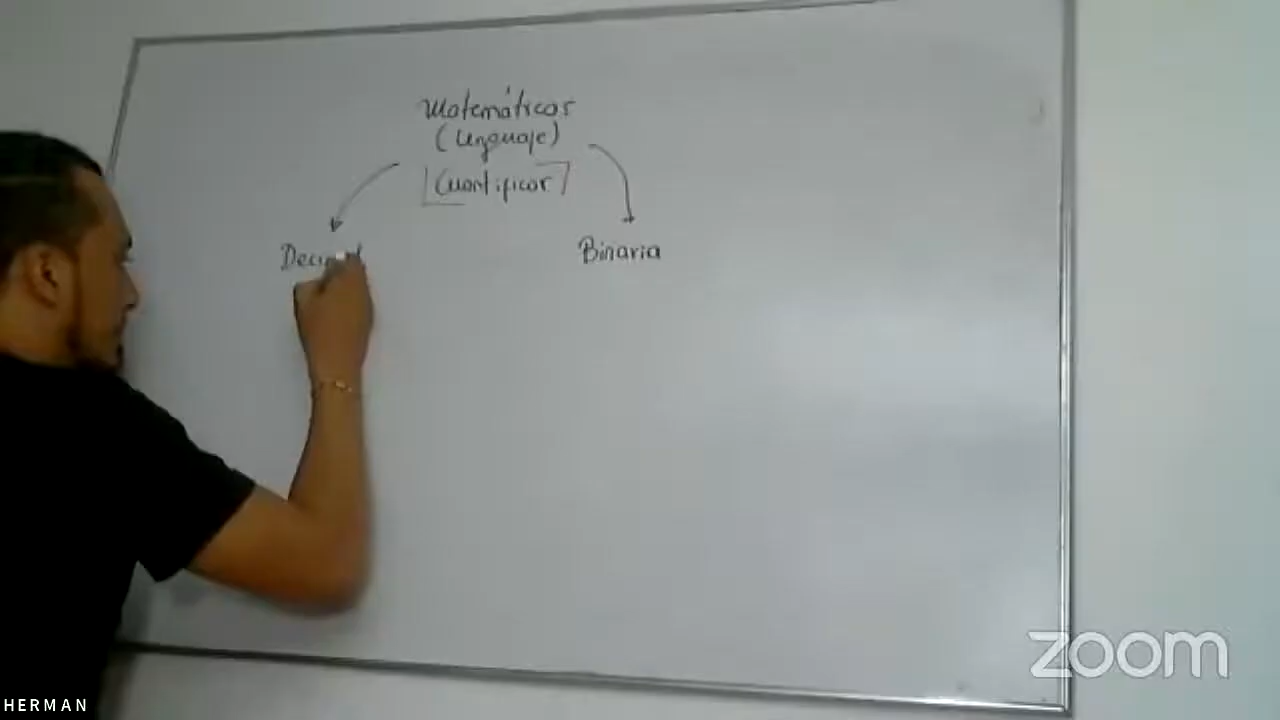 Matemáticas
(Lenguaje)
Cuantificar
Decimal
Binaria
zoom
HERMAN